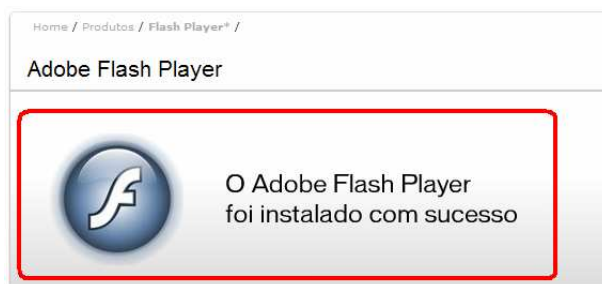 Home / Produtos / Flash Player* /
Adobe Flash Player
O Adobe Flash Player
foi instalado com sucesso